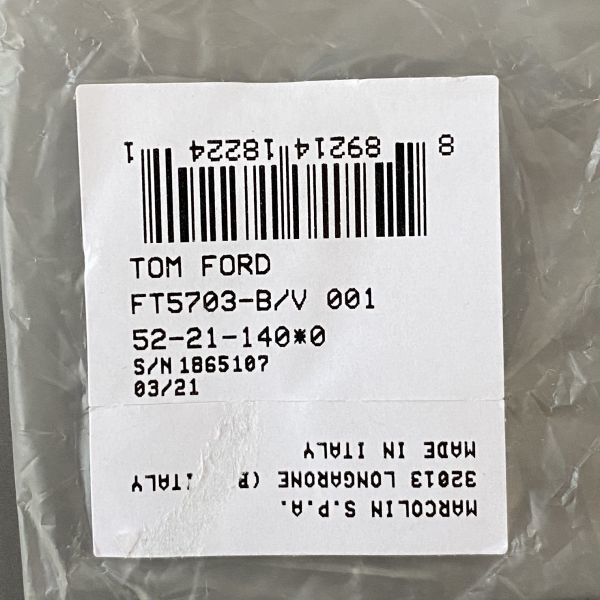 8 89214 18224 1
TOM FORD
FT5703-B/V 001
52-21-140*0
S/N 1865107
03/21
MARCOLIN S.P.A.
32013 LONGARONE ( ITALY
MADE IN ITALY